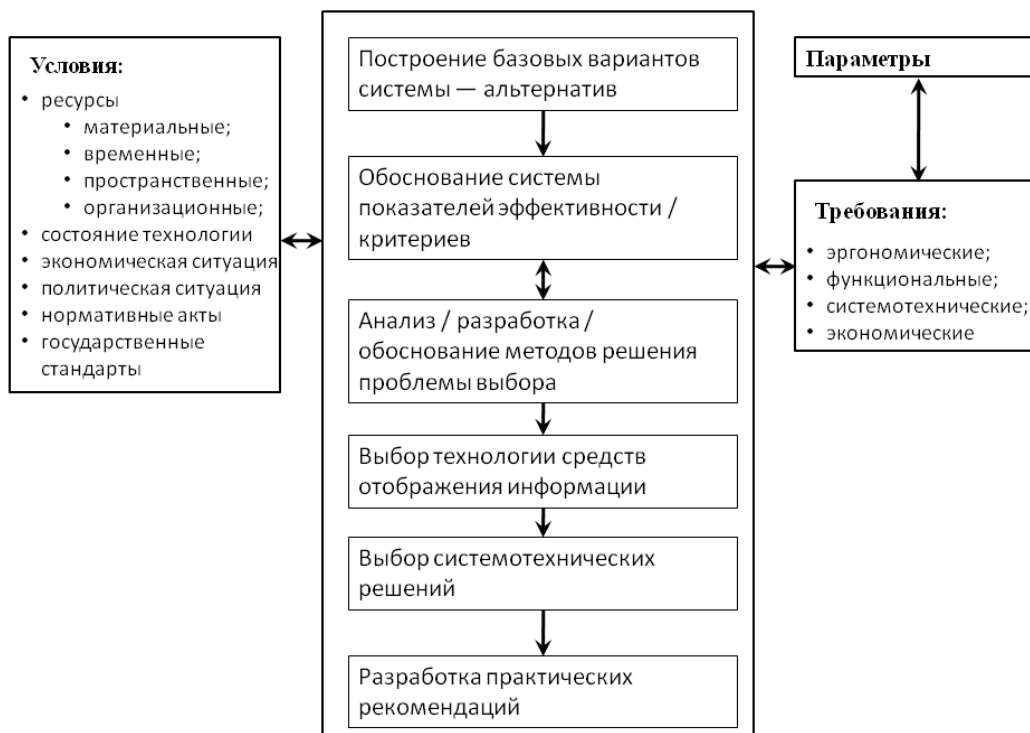 Условия:
• ресурсы
• материальные;
• временные;
• пространственные;
• организационные;
• состояние технологии
• экономическая ситуация
• политическая ситуация
• нормативные акты
• государственные
стандарты
Построение базовых вариантов
системы — альтернатив
Обоснование системы
показателей эффективности /
критериев
Анализ / разработка /
обоснование методов решения
проблемы выбора
Выбор технологии средств
отображения информации
Выбор системотехнических
решений
Разработка практических
рекомендаций
Параметры
Требования:
• эргономические;
• функциональные;
• системотехнические;
• экономические